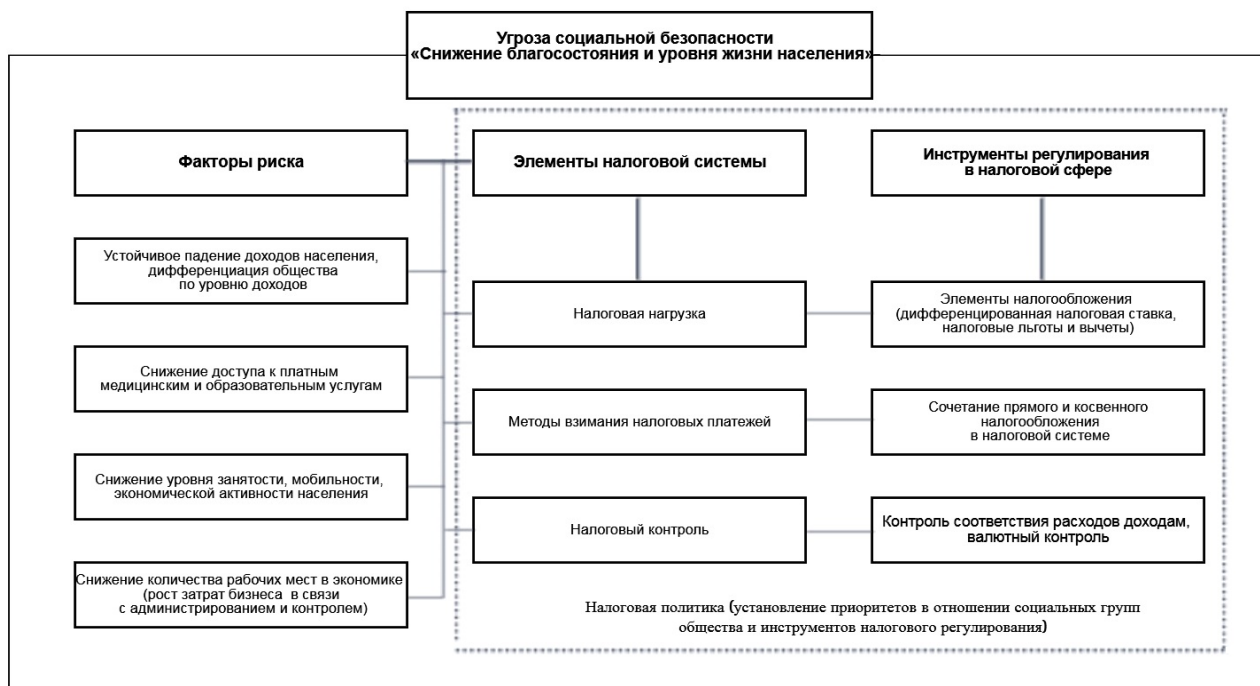 Угроза социальной безопасности
«Снижение благосостояния и уровня жизни населения»
Факторы риска
Элементы налоговой системы
Инструменты регулирования
в налоговой сфере
Устойчивое падение доходов населения,
дифференциация общества
по уровню доходов
Налоговая нагрузка
Элементы налогообложения
(дифференцированная налоговая ставка,
налоговые льготы и вычеты)
Снижение доступа к платным
медицинским и образовательным услугам
Методы взимания налоговых платежей
Сочетание прямого и косвенного
налогообложения
в налоговой системе
Снижение уровня занятости, мобильности,
экономической активности населения
Налоговый контроль
Контроль соответствия расходов доходам,
валютный контроль
Снижение количества рабочих мест в экономике
(рост затрат бизнеса в связи
с администрированием и контролем)
Налоговая политика (установление приоритетов в отношении социальных групп
общества и инструментов налогового регулирования)